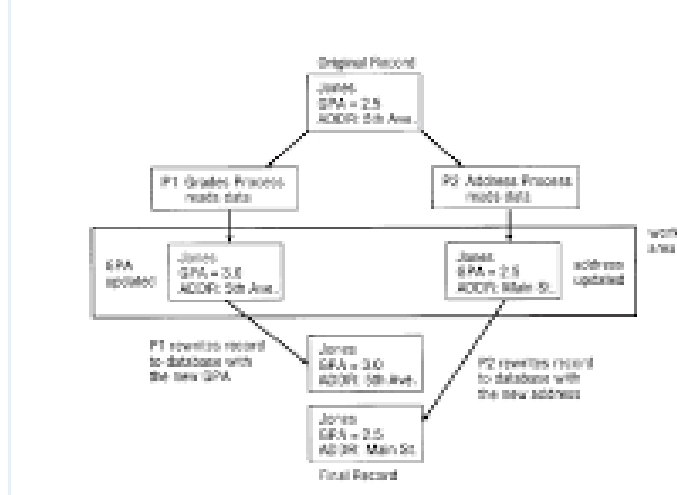 Original Record
Jones
GPA = 2.5
ADDR: 5th Ave.
P1 Grades Process
reads data
P2 Address Process
reads data
work
area
GPA
updated
Jones
GPA = 3.0
ADDR: 5th Ave.
Jones
GPA = 2.5
ADDR: Main St.
address
updated
P1 rewrites record
to database with
the new GPA
Jones
GPA = 3.0
ADDR: 5th Ave.
P2 rewrites record
to database with
the new address
Jones
GPA = 2.5
ADDR: Main St.
Final Record